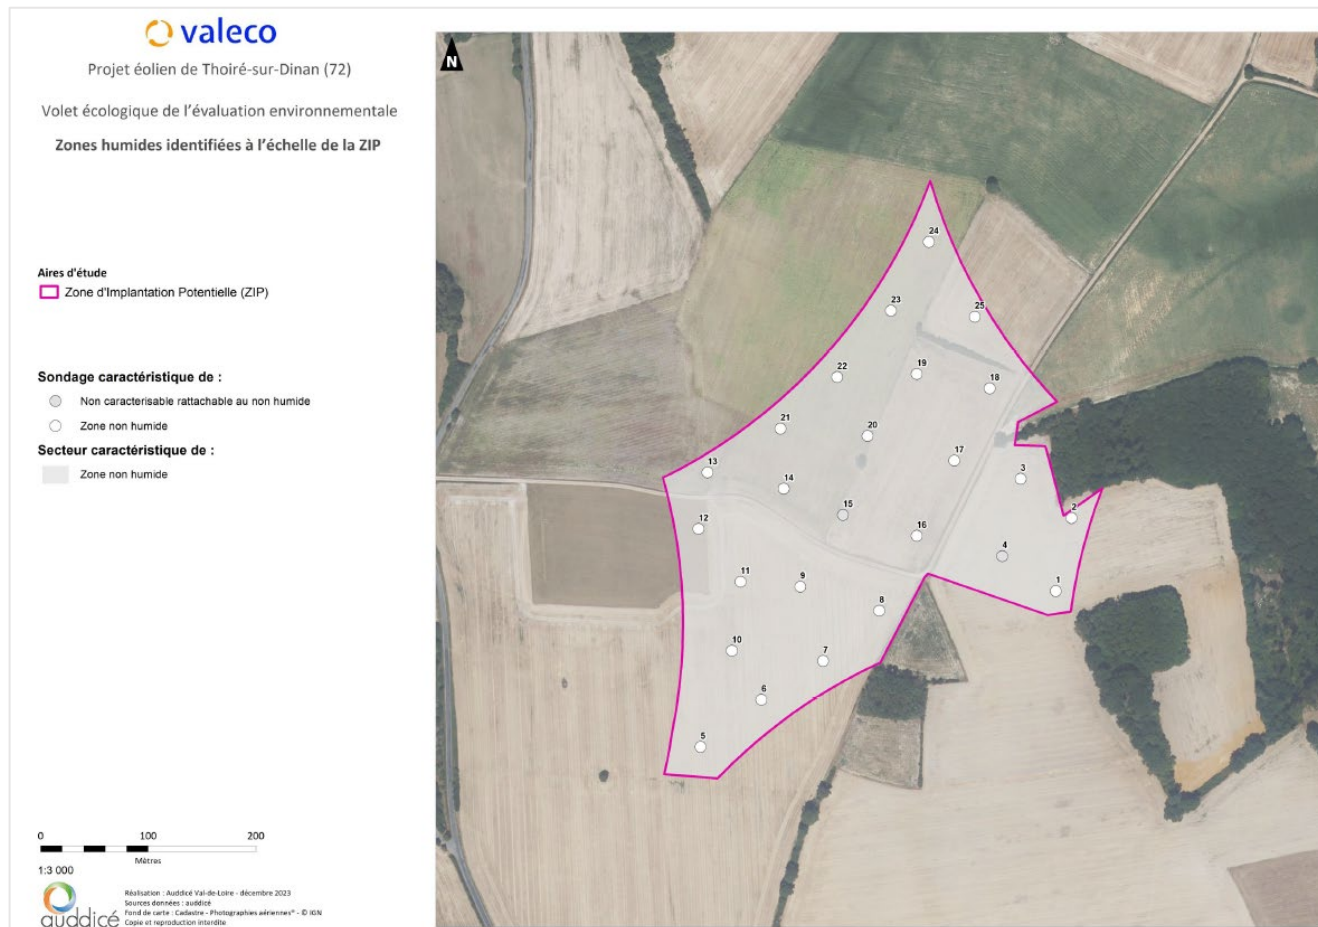 valeco
Projet éolien de Thoiré-sur-Dinan (72)
Volet écologique de l'évaluation environnementale
Zones humides identifiées à l'échelle de la ZIP
Aires d'étude
Zone d'Implantation Potentielle (ZIP)
Sondage caractéristique de :
Non caracterisable rattachable au non humide
Zone non humide
Secteur caractéristique de :
Zone non humide
0 100 200
Mètres
1:3 000
auddicé
Réalisation : Auddicé Val-de-Loire - décembre 2023
Sources données : auddicé
Fond de carte : Cadastre - Photographies aériennes® - © IGN
Copie et reproduction interdite
N
24
23
25
22
19
18
21
20
17
13
14
3
15
2
12
16
4
11
9
1
8
10
7
6
5